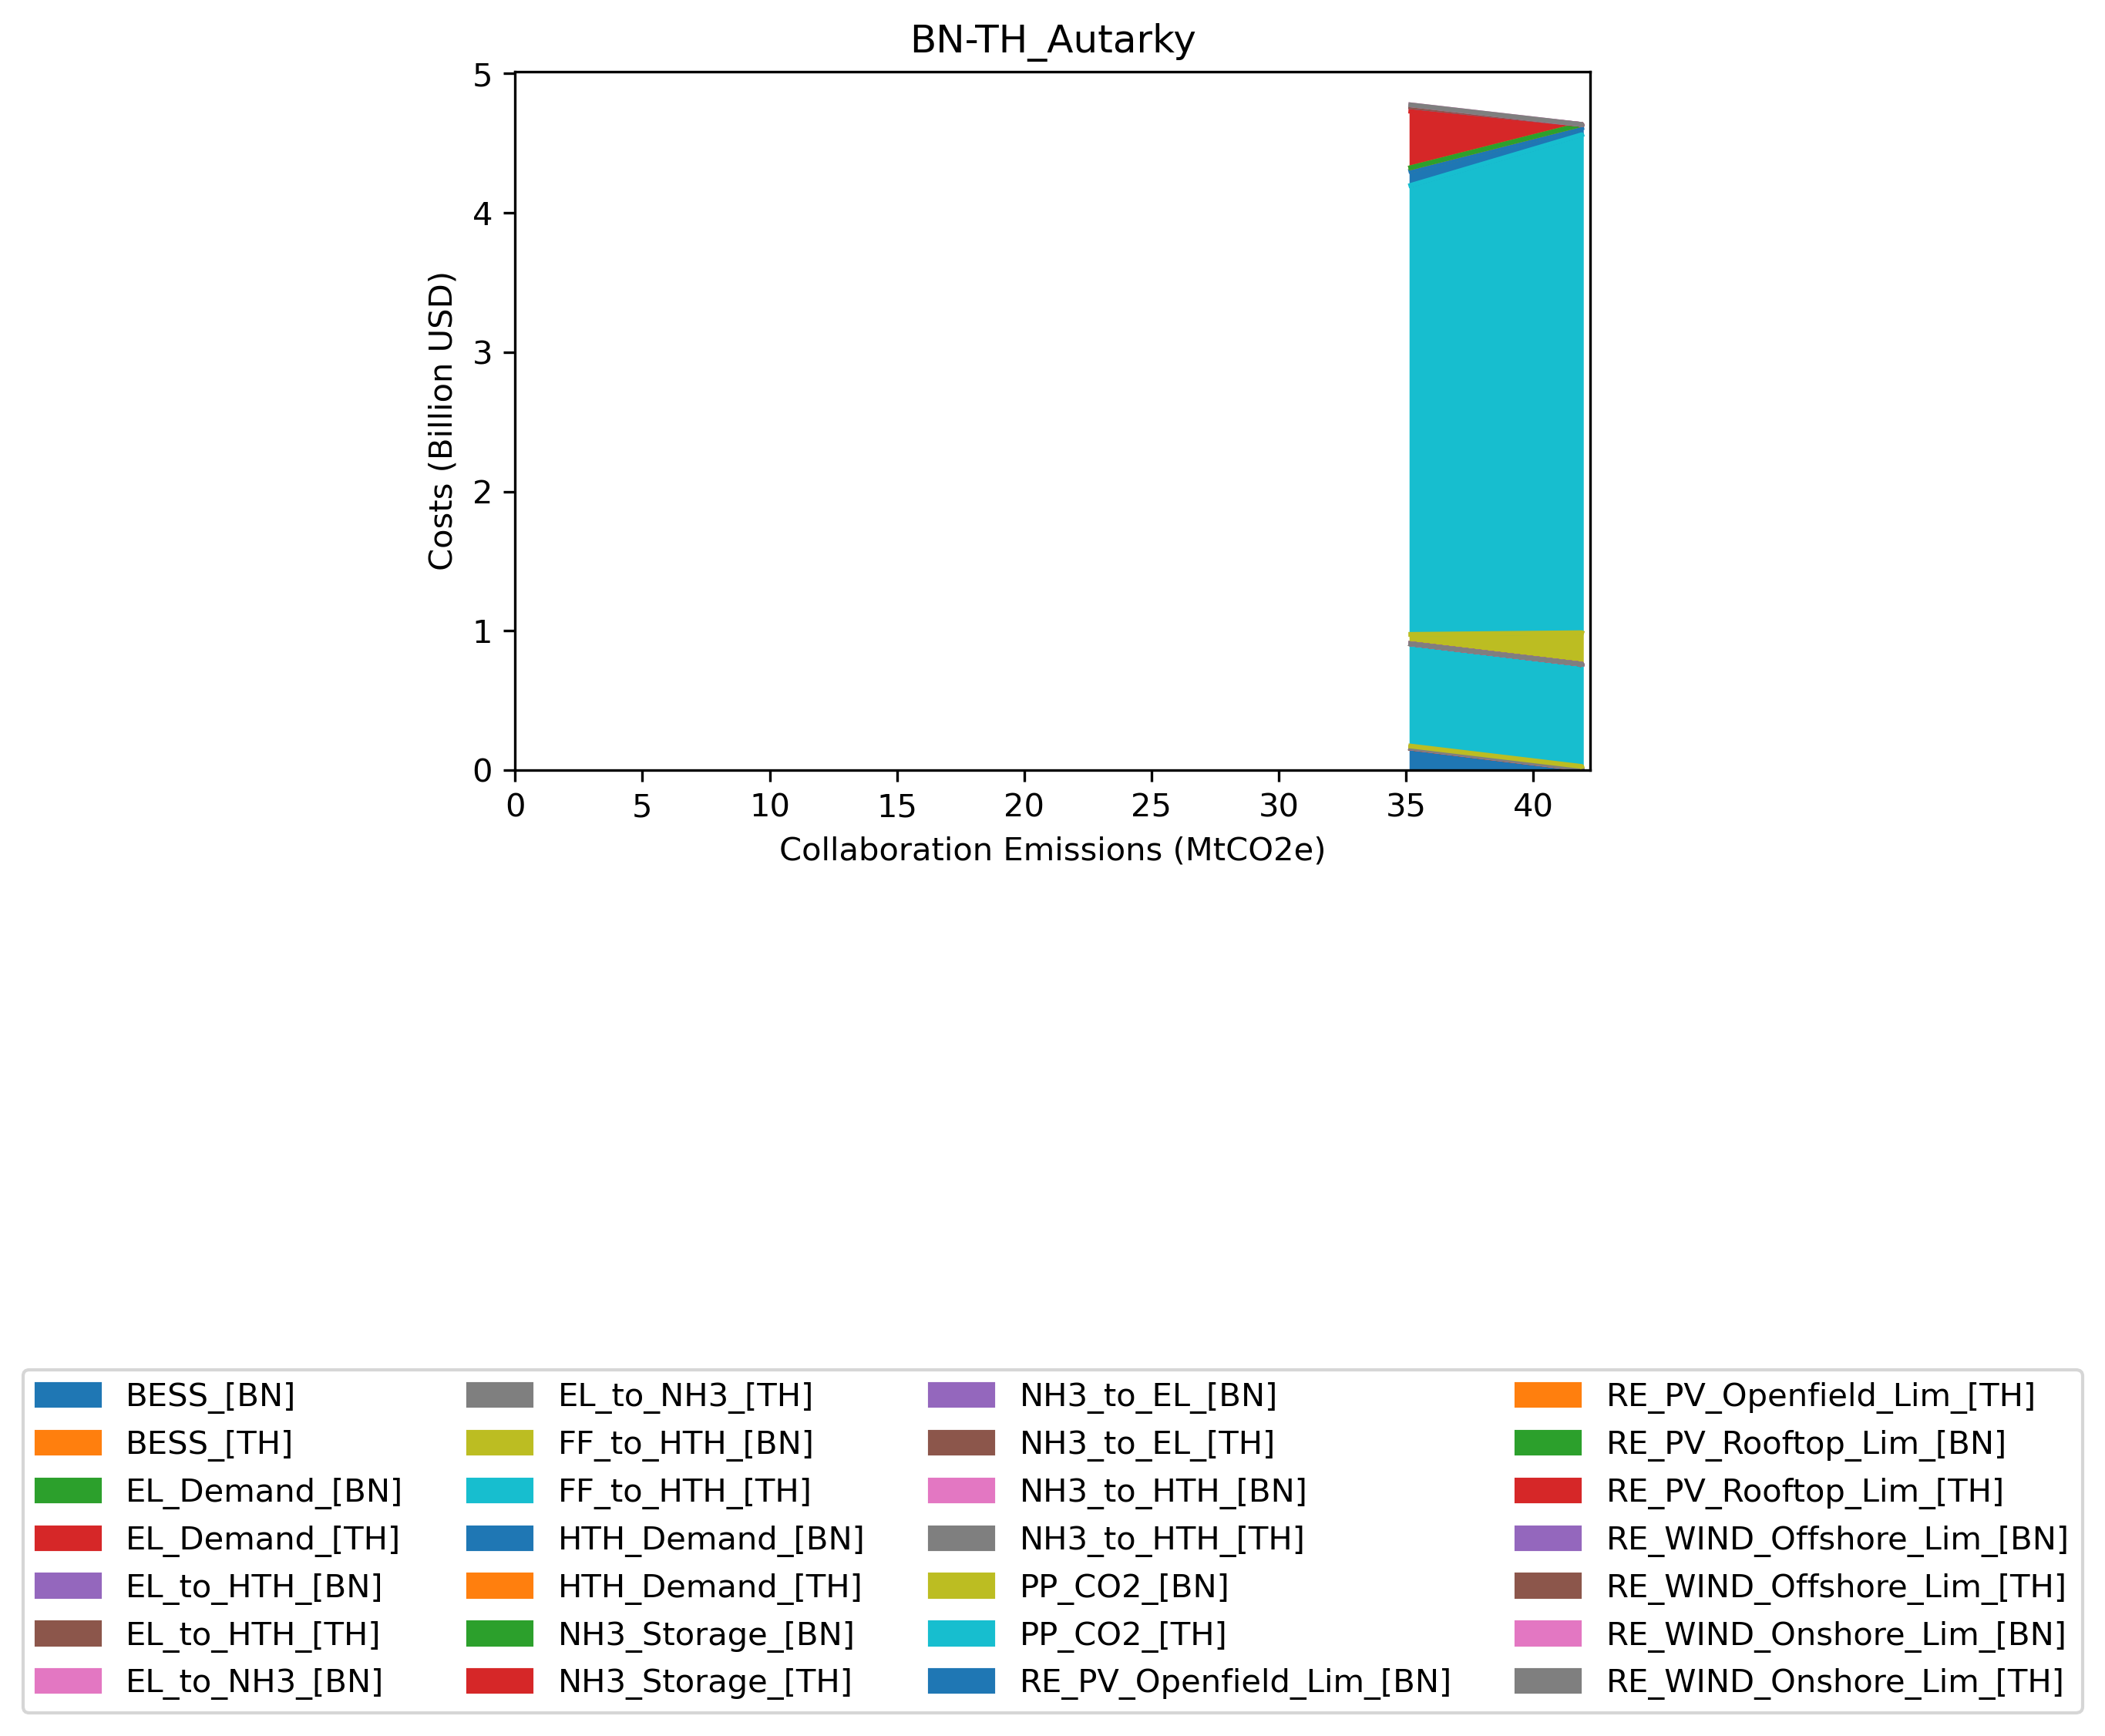 BN-TH_Autarky
5
4
3
2
1
0
Costs (Billion USD)
0 5 10 15 20 25 30 35 40
Collaboration Emissions (MtCO2e)
BESS_[BN]
BESS_[TH]
EL_Demand_[BN]
EL_Demand_[TH]
EL_to_HTH_[BN]
EL_to_HTH_[TH]
EL_to_NH3_[BN]
EL_to_NH3_[TH]
FF_to_HTH_[BN]
FF_to_HTH_[TH]
HTH_Demand_[BN]
HTH_Demand_[TH]
NH3_Storage_[BN]
NH3_Storage_[TH]
NH3_to_EL_[BN]
NH3_to_EL_[TH]
NH3_to_HTH_[BN]
NH3_to_HTH_[TH]
PP_CO2_[BN]
PP_CO2_[TH]
RE_PV_Openfield_Lim_[BN]
RE_PV_Openfield_Lim_[TH]
RE_PV_Rooftop_Lim_[BN]
RE_PV_Rooftop_Lim_[TH]
RE_WIND_Offshore_Lim_[BN]
RE_WIND_Offshore_Lim_[TH]
RE_WIND_Onshore_Lim_[BN]
RE_WIND_Onshore_Lim_[TH]